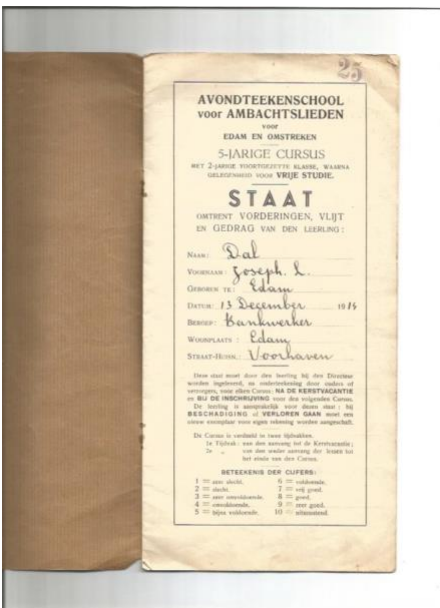 25
AVONDTEEKENSCHOOL
voor AMBACHTSLIEDEN
voor
EDAM EN OMSTREKEN
5-JARIGE CURSUS
MET 2-JARIGE VOORTGEZETTE KLASSE, WAARNA
GELEGENHEID VOOR VRIJE STUDIE.
STAAT
OMTRENT VORDERINGEN, VLIJT
EN GEDRAG VAN DEN LEERLING:
NAAM: Dal
VOORNAAM: Joseph. L.
GEBOREN TE: Edam
DATUM: 13 December 1914
BEROEP: Bankwerker
WOONPLAATS: Edam
STRAAT-HUISN.: Voorhaven
Deze staat moet door den leerling bij den Directeur
worden ingeleverd, na onderteekening door ouders of
verzorgers, voor elken Cursus: NA DE KERSTVACANTIE
en BIJ DE INSCHRIJVING voor den volgenden Cursus.
De leerling is aansprakelijk voor dezen staat: bij
BESCHADIGING of VERLOREN GAAN moet een
nieuw exemplaar voor eigen rekening worden aangeschaft.
De Cursus is verdeeld in twee tijdvakken.
1e Tijdvak: van den aanvang tot de Kerstvacantie;
2e „ van den aanvang der lessen tot
het einde van den Cursus.
BETEEKENIS DER CIJFERS:
1 = zeer slecht. 6 = voldoende.
2 = slecht. 7 = vrij goed.
3 = zeer onvoldoende. 8 = goed.
4 = onvoldoende. 9 = zeer goed.
5 = bijna voldoende. 10 = uitmuntend.